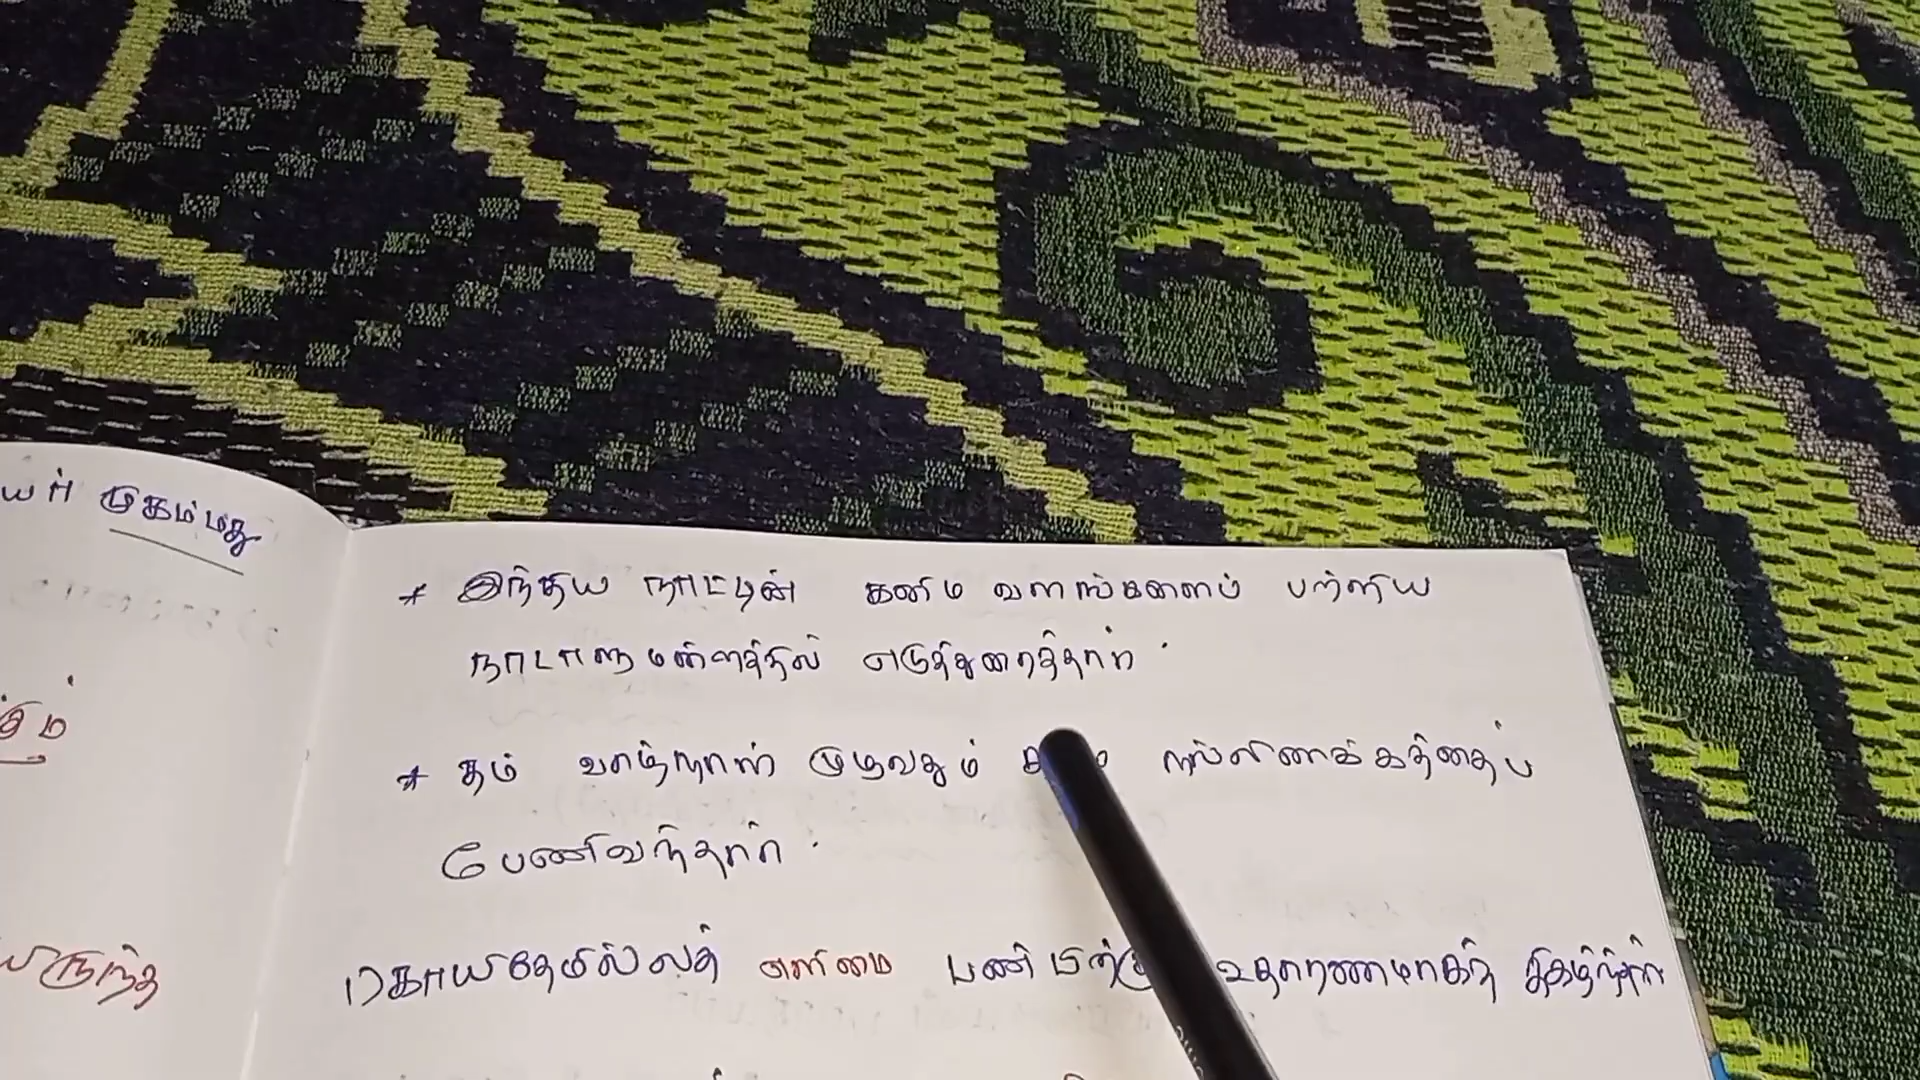 யர் முகம்மது
* இந்திய நாட்டின் கனிம வளங்களைப் பற்றிய
நாடாளுமன்றத்தில் எடுத்துரைத்தார்.
* தம் வாழ்நாள் முழுவதும் நல்லிணக்கத்தைப்
பேணிவந்தார்.
யிருந்த
காயிதேமில்லத் எளிமை பண்பிற்கு உதாரணமாகத் திகழ்ந்தார்